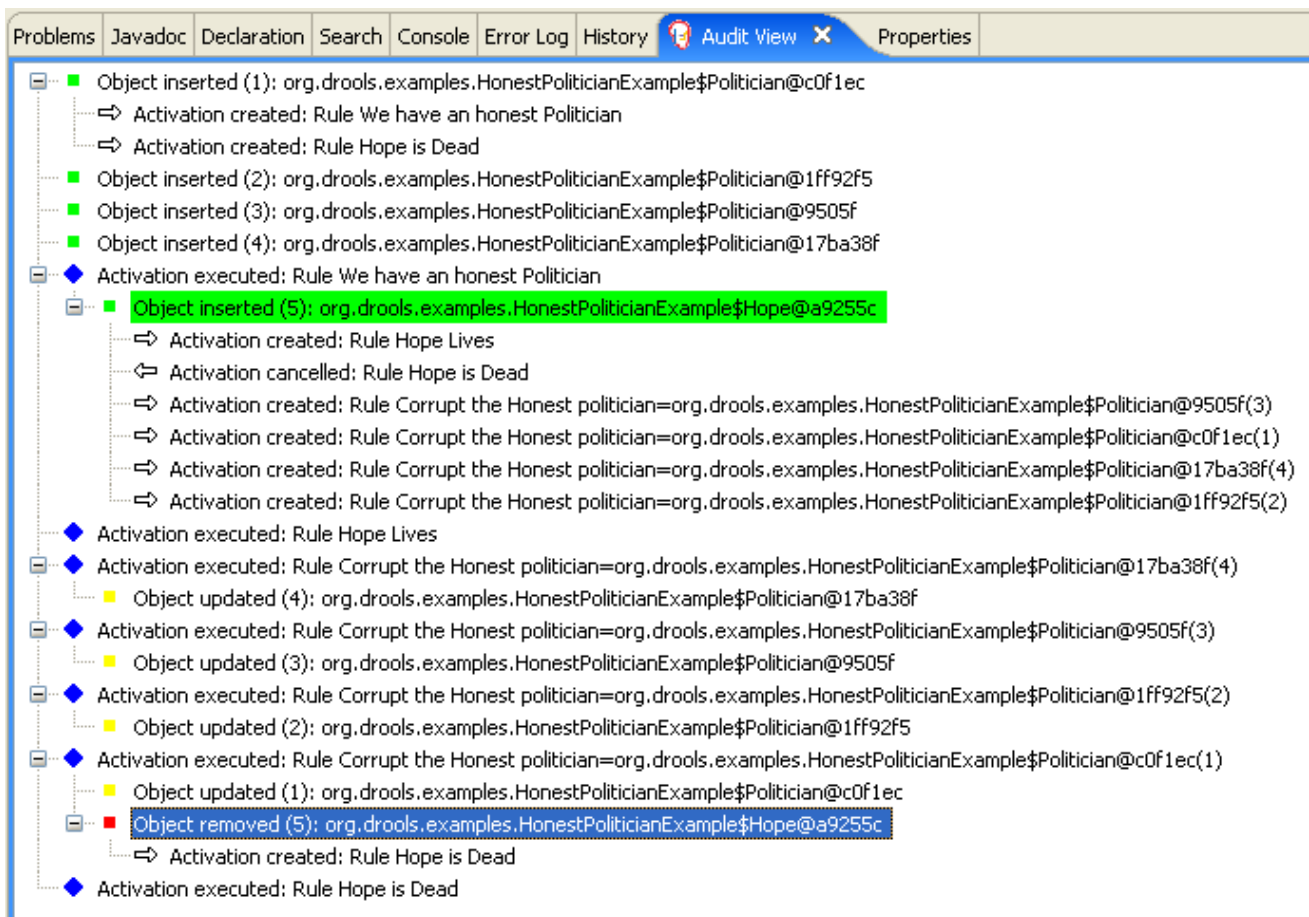 Problems Javadoc Declaration Search Console Error Log History Audit View Properties
Object inserted (1): org.drools.examples.HonestPoliticianExample$Politician@c0f1ec
Activation created: Rule We have an honest Politician
Activation created: Rule Hope is Dead
Object inserted (2): org.drools.examples.HonestPoliticianExample$Politician@1ff92f5
Object inserted (3): org.drools.examples.HonestPoliticianExample$Politician@9505f
Object inserted (4): org.drools.examples.HonestPoliticianExample$Politician@17ba38f
Activation executed: Rule We have an honest Politician
Object inserted (5): org.drools.examples.HonestPoliticianExample$Hope@a9255c
Activation created: Rule Hope Lives
Activation cancelled: Rule Hope is Dead
Activation created: Rule Corrupt the Honest politician=org.drools.examples.HonestPoliticianExample$Politician@9505f(3)
Activation created: Rule Corrupt the Honest politician=org.drools.examples.HonestPoliticianExample$Politician@c0f1ec(1)
Activation created: Rule Corrupt the Honest politician=org.drools.examples.HonestPoliticianExample$Politician@17ba38f(4)
Activation created: Rule Corrupt the Honest politician=org.drools.examples.HonestPoliticianExample$Politician@1ff92f5(2)
Activation executed: Rule Hope Lives
Activation executed: Rule Corrupt the Honest politician=org.drools.examples.HonestPoliticianExample$Politician@17ba38f(4)
Object updated (4): org.drools.examples.HonestPoliticianExample$Politician@17ba38f
Activation executed: Rule Corrupt the Honest politician=org.drools.examples.HonestPoliticianExample$Politician@9505f(3)
Object updated (3): org.drools.examples.HonestPoliticianExample$Politician@9505f
Activation executed: Rule Corrupt the Honest politician=org.drools.examples.HonestPoliticianExample$Politician@1ff92f5(2)
Object updated (2): org.drools.examples.HonestPoliticianExample$Politician@1ff92f5
Activation executed: Rule Corrupt the Honest politician=org.drools.examples.HonestPoliticianExample$Politician@c0f1ec(1)
Object updated (1): org.drools.examples.HonestPoliticianExample$Politician@c0f1ec
Object removed (5): org.drools.examples.HonestPoliticianExample$Hope@a9255c
Activation created: Rule Hope is Dead
Activation executed: Rule Hope is Dead